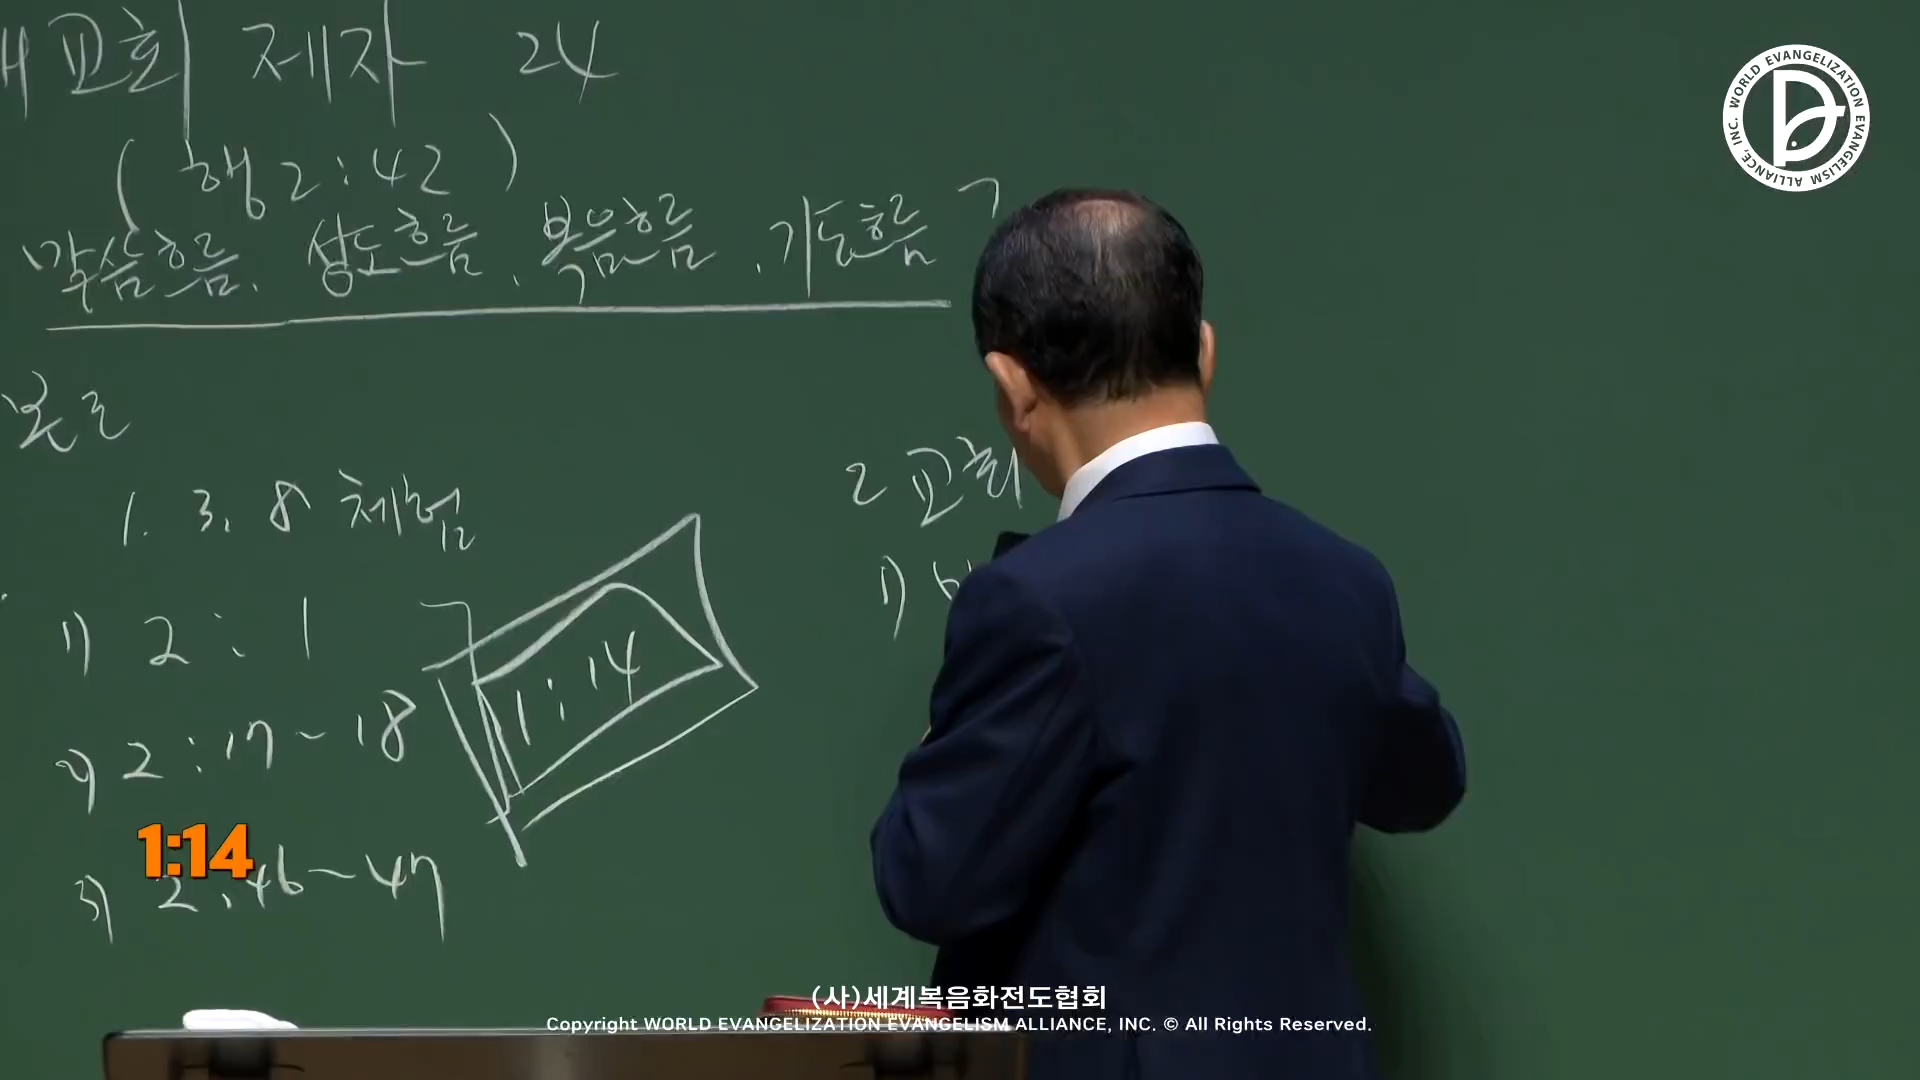 교회 제자 24
(행 2:42)
말씀흐름. 성도흐름. 복음흐름. 기도흐름
본론
1. 3. 8 체험
2 교회
1) 2:1
1:14
1)
2) 2:17~18
1:14
3) 2:46~47
WORLD EVANGELIZATION EVANGELISM ALLIANCE, INC.
(사)세계복음화전도협회
Copyright WORLD EVANGELIZATION EVANGELISM ALLIANCE, INC. © All Rights Reserved.